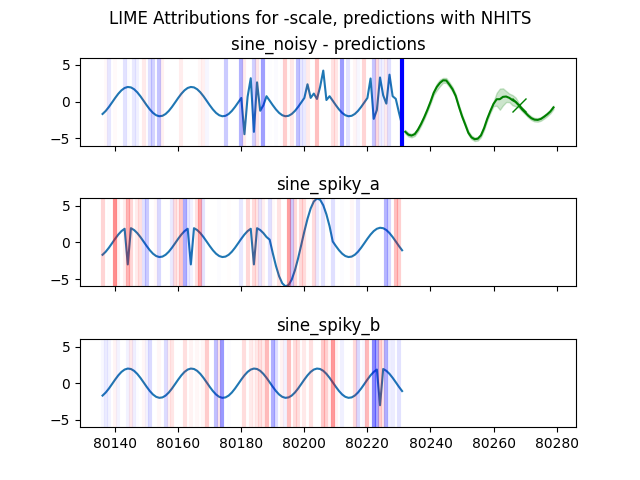 LIME Attributions for -scale, predictions with NHITS
sine_noisy - predictions
5
0
−5
sine_spiky_a
5
0
−5
sine_spiky_b
5
0
−5
80140 80160 80180 80200 80220 80240 80260 80280